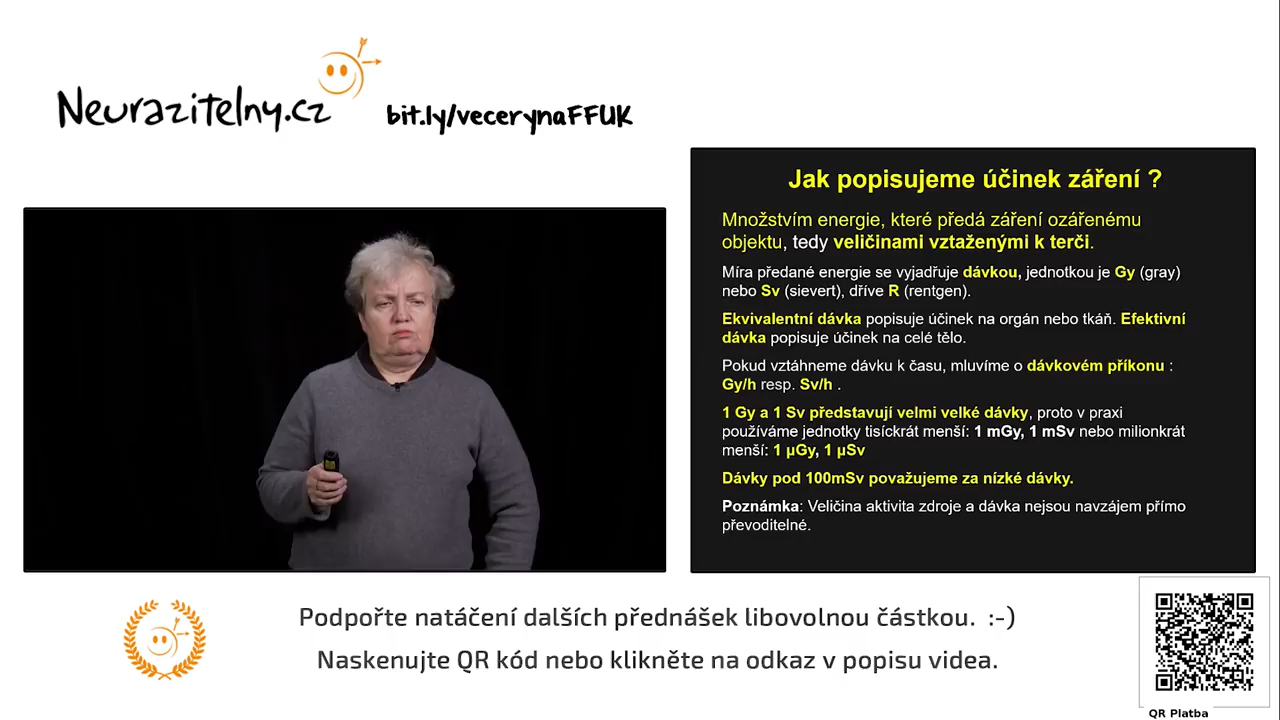 Neurazitelny.cz
bit.ly/vecerynaFFUK
Jak popisujeme účinek záření ?
Množstvím energie, které předá záření ozářenému
objektu, tedy veličinami vztaženými k terči.
Míra předané energie se vyjadřuje dávkou, jednotkou je Gy (gray)
nebo Sv (sievert), dříve R (rentgen).
Ekvivalentní dávka popisuje účinek na orgán nebo tkáň. Efektivní
dávka popisuje účinek na celé tělo.
Pokud vztáhneme dávku k času, mluvíme o dávkovém příkonu :
Gy/h resp. Sv/h .
1 Gy a 1 Sv představují velmi velké dávky, proto v praxi
používáme jednotky tisíckrát menší: 1 mGy, 1 mSv nebo milionkrát
menší: 1 µGy, 1 µSv
Dávky pod 100mSv považujeme za nízké dávky.
Poznámka: Veličina aktivita zdroje a dávka nejsou navzájem přímo
převoditelné.
Podpořte natáčení dalších přednášek libovolnou částkou. :-)
Naskenujte QR kód nebo klikněte na odkaz v popisu videa.
QR Platba